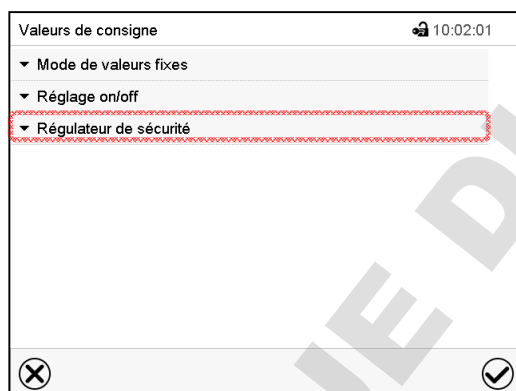 Valeurs de consigne 10:02:01
Mode de valeurs fixes
Réglage on/off
Régulateur de sécurité